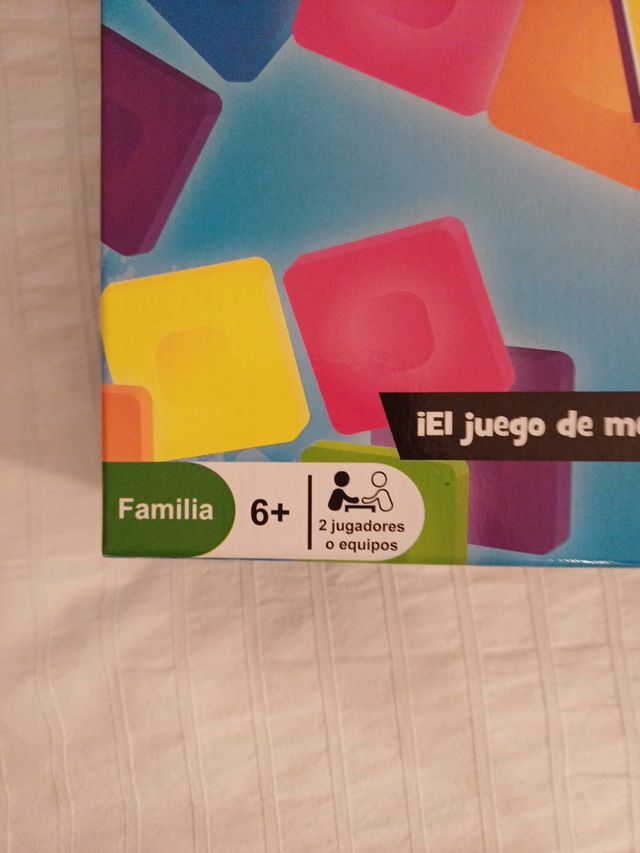 ¡El juego de
Familia
6+
2 jugadores
o equipos